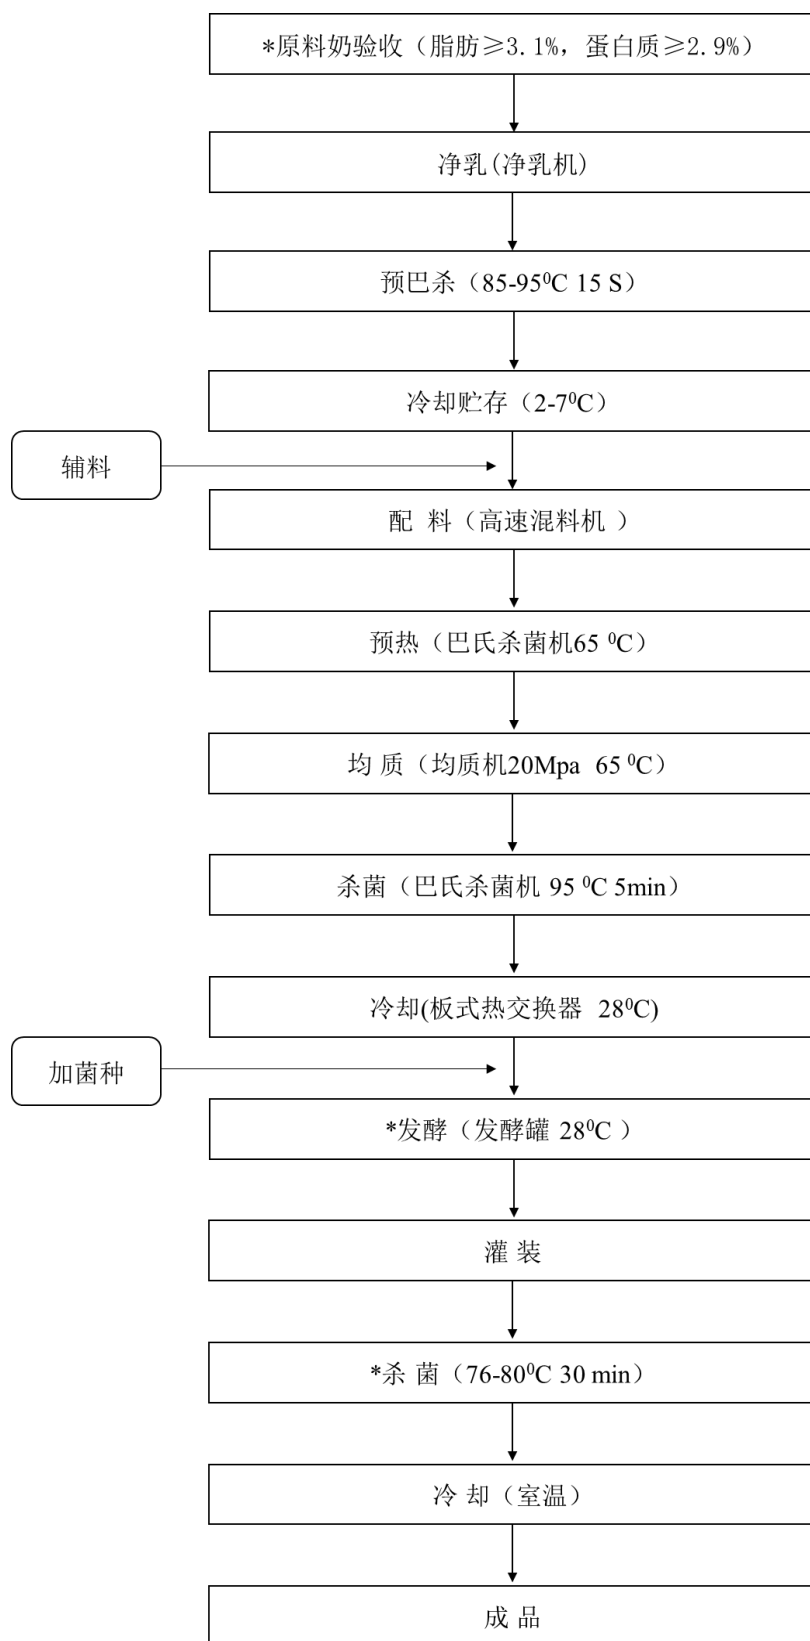 *原料奶验收（脂肪≥3.1%，蛋白质≥2.9%）
净乳(净乳机)
预巴杀（85-95⁰C 15 S）
冷却贮存（2-7⁰C）
辅料
配 料（高速混料机 ）
预热（巴氏杀菌机65 ⁰C）
均 质（均质机20Mpa 65 ⁰C）
杀菌（巴氏杀菌机 95 ⁰C 5min）
冷却(板式热交换器 28⁰C)
加菌种
*发酵（发酵罐 28⁰C ）
灌 装
*杀 菌（76-80⁰C 30 min）
冷 却（室温）
成 品